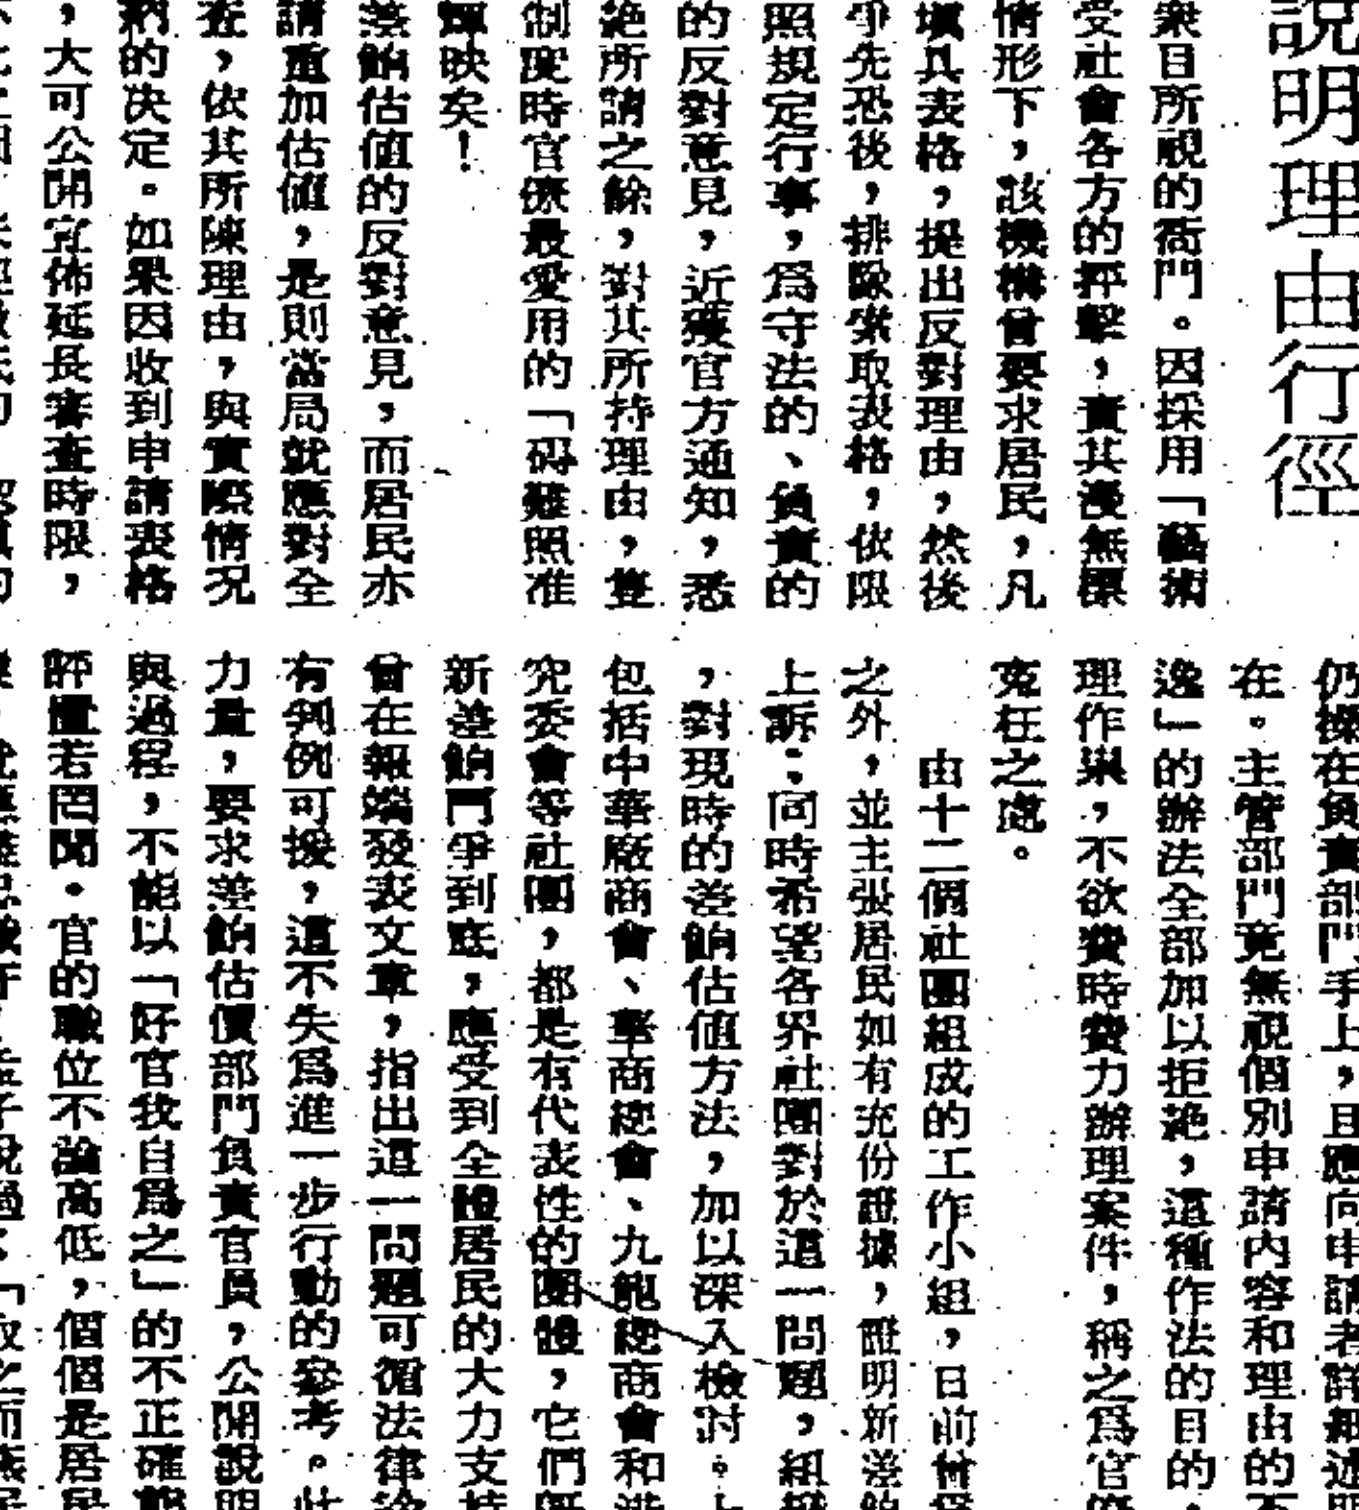 說明理由行徑
衆目所視的衙門。因採用「藝術
受社會各方的抨擊,責其漫無標
情形下,該機構曾要求居民,凡
填具表格,提出反對理由,然後
爭先恐後,排隊索取表格,依限
照規定行事,爲守法的、負責的
的反對意見,近獲官方通知,悉
絶所請之餘,對其所持理由,隻
制度時官僚最愛用的「碍難照准
輝映矣!
差餉估值的反對意見,而居民亦
請重加估值,是則當局就應對全
査,依其所陳理由,與實際情况
的決定。如果因收到申請表格
,大可公開宣佈延長審査時限,
仍操在負責部門手上,且應向申請者詳細述明
在。主管部門竟無視個別申請内容和理由的不
逸」的辦法全部加以拒絶,這種作法的目的,
理作業,不欲費時費力辦理案件,稱之爲官僚
寃枉之處。
由十二個社團組成的工作小組,日前曾
之外,並主張居民如有充份證據,證明新差餉
上訴;同時希望各界社團對於這一問題,組
,對現時的差餉估值方法,加以深入檢討。
包括中華廠商會、華商總會、九龍總商會和
究委會等社團,都是有代表性的團體,它們旣
新差餉鬥爭到底,應受到全體居民的大力支持
曾在報端發表文章,指出這一問題可循法律
有判例可援,這不失爲進一步行動的參考。此
力量,要求差餉估價部門負責官員,公開說明
與過程,不能以「好官我自爲之」的不正確態
評置若罔聞。官的職位不論高低,個個是居民